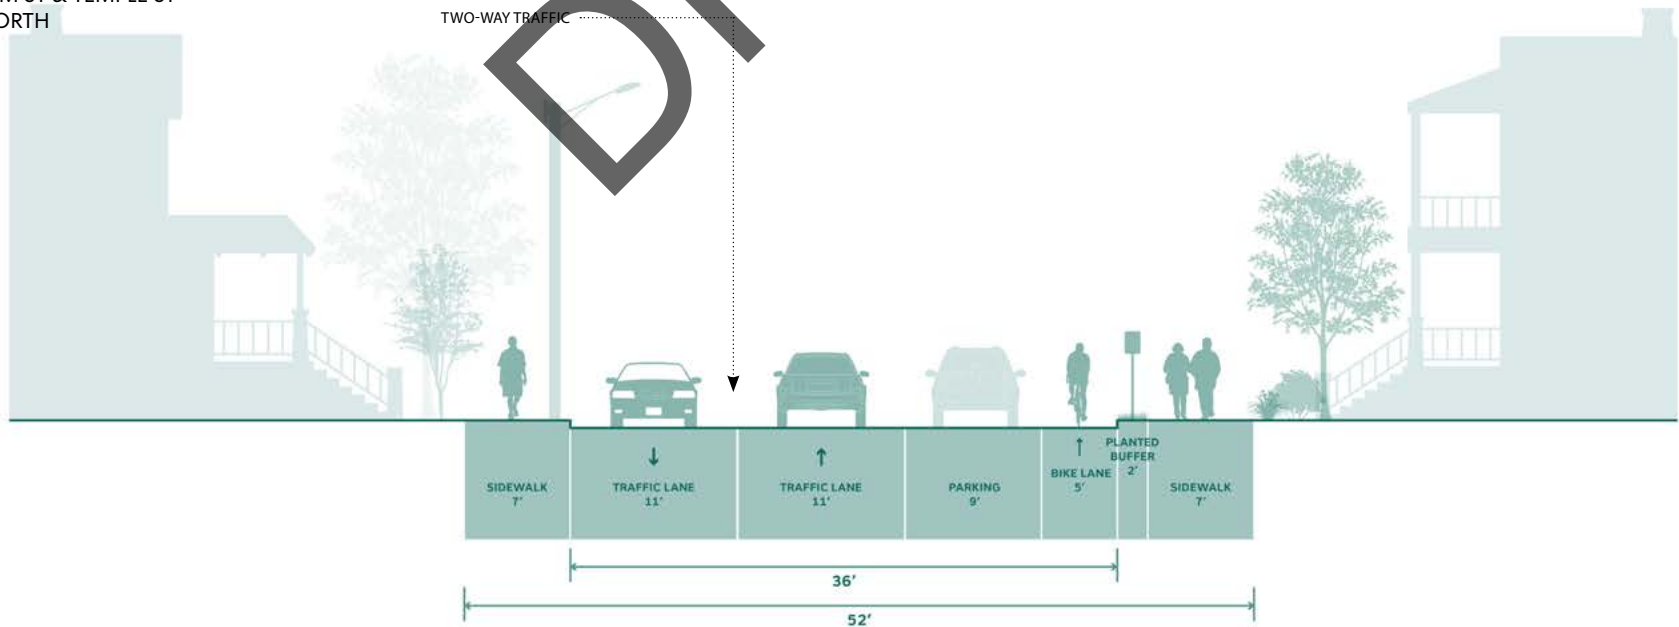 ORTH
TWO-WAY TRAFFIC
SIDEWALK
7'
TRAFFIC LANE
11'
TRAFFIC LANE
11'
PARKING
9'
BIKE LANE
5'
PLANTED
BUFFER
2'
SIDEWALK
7'
36'
52'